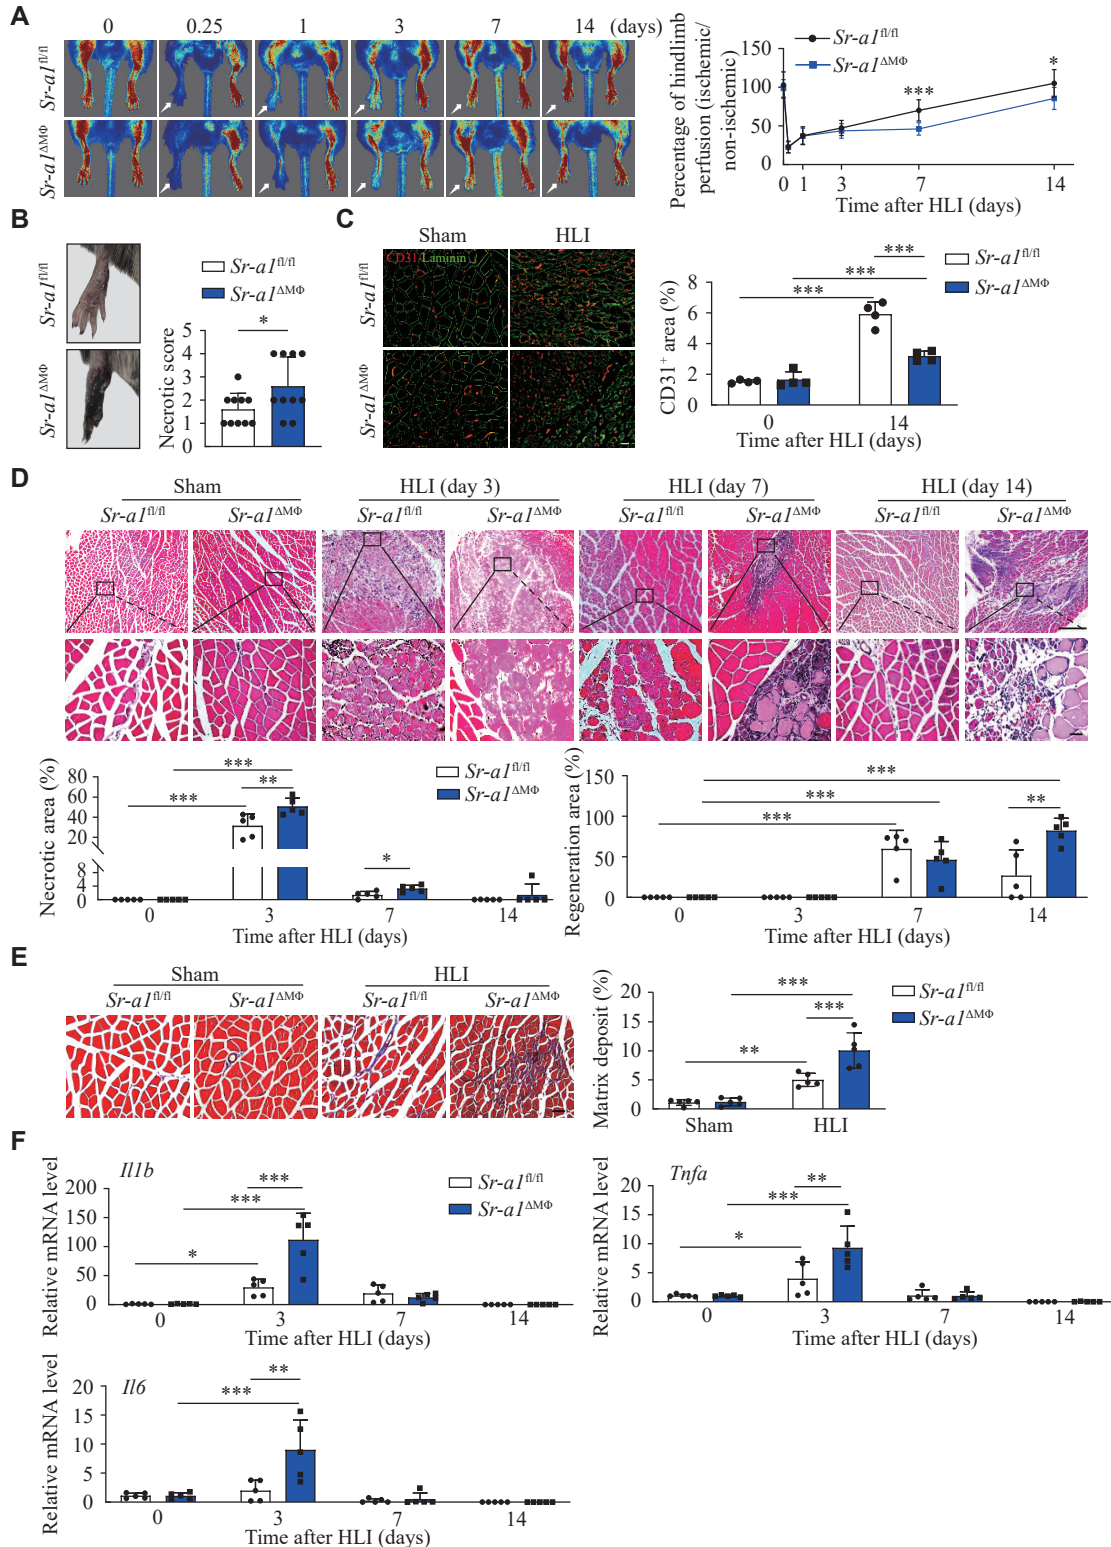 A
0 0.25 1 3 7 14 (days)
Sr-a1fl/fl
Sr-a1ΔMΦ
Percentage of hindlimb
perfusion (ischemic/
non-ischemic)
150
100
50
0
Sr-a1fl/fl
Sr-a1ΔMΦ
***
*
0 1 3 7 14
Time after HLI (days)
B
Sr-a1fl/fl
Sr-a1ΔMΦ
Sr-a1fl/fl
Sr-a1ΔMΦ
Necrotic score
5
4
3
2
1
0
*
C
Sham HLI
CD31/Laminin
Sr-a1fl/fl
Sr-a1ΔMΦ
CD31+ area (%)
8
6
4
2
0
***
***
***
Sr-a1fl/fl
Sr-a1ΔMΦ
0 14
Time after HLI (days)
D
Sham HLI (day 3) HLI (day 7) HLI (day 14)
Sr-a1fl/fl Sr-a1ΔMΦ Sr-a1fl/fl Sr-a1ΔMΦ Sr-a1fl/fl Sr-a1ΔMΦ Sr-a1fl/fl Sr-a1ΔMΦ
Necrotic area (%)
80
60
40
20
8
4
0
***
***
**
*
Sr-a1fl/fl
Sr-a1ΔMΦ
0 3 7 14
Time after HLI (days)
Regeneration area (%)
150
100
50
0
***
***
***
**
0 3 7 14
Time after HLI (days)
E
Sham HLI
Sr-a1fl/fl Sr-a1ΔMΦ Sr-a1fl/fl Sr-a1ΔMΦ
Matrix deposit (%)
20
15
10
5
0
***
***
**
Sr-a1fl/fl
Sr-a1ΔMΦ
Sham HLI
F
Il1b
Relative mRNA level
200
150
100
50
0
***
***
*
Sr-a1fl/fl
Sr-a1ΔMΦ
0 3 7 14
Time after HLI (days)
Tnfa
Relative mRNA level
20
15
10
5
0
**
***
*
0 3 7 14
Time after HLI (days)
Il6
Relative mRNA level
20
15
10
5
0
**
***
0 3 7 14
Time after HLI (days)